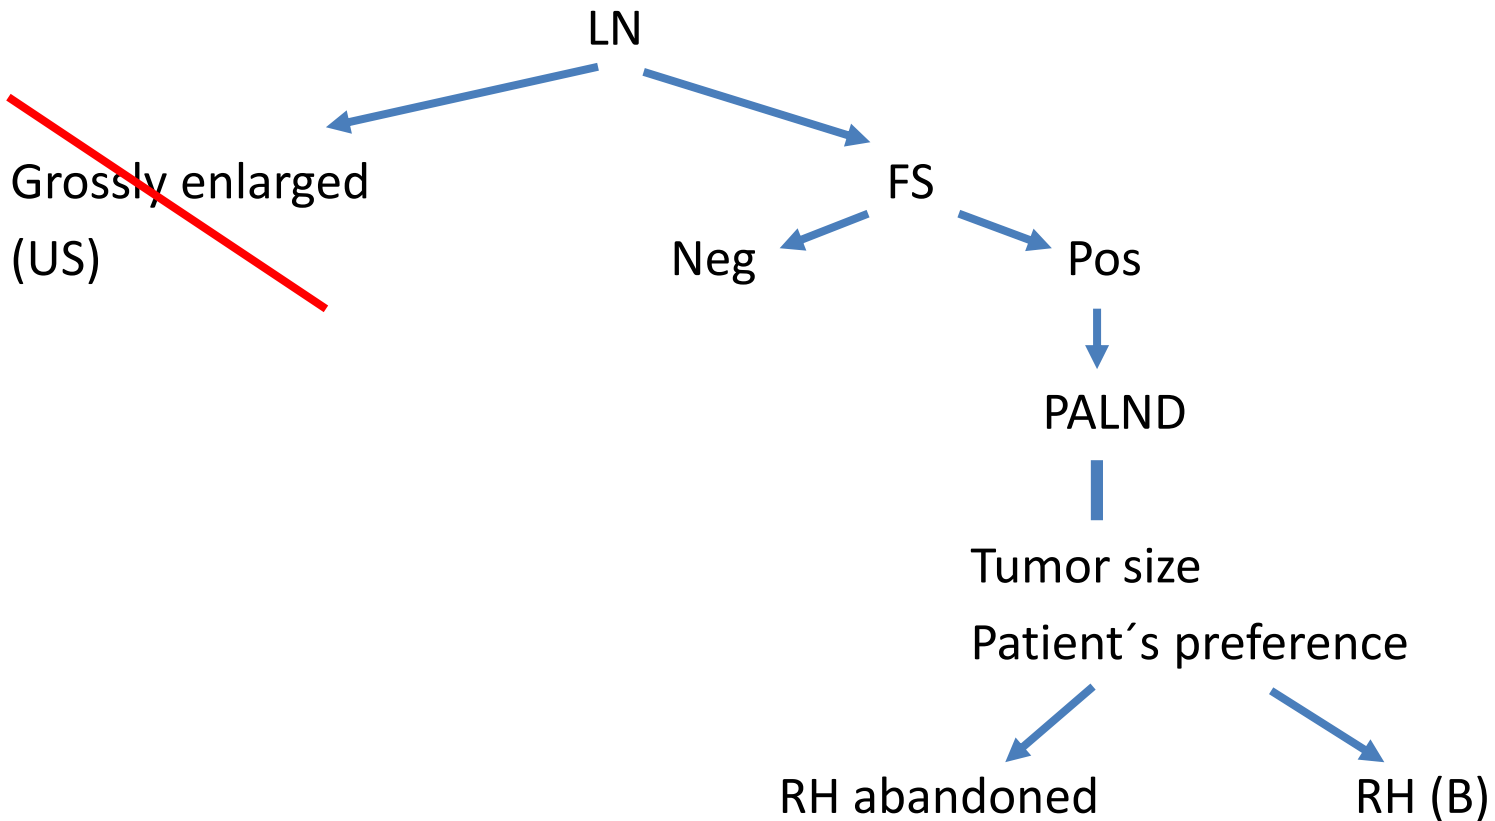 LN
Grossly enlarged
(US)
FS
Neg
Pos
PALND
Tumor size
Patient´s preference
RH abandoned
RH (B)